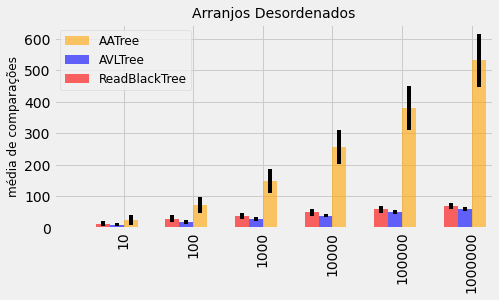 Arranjos Desordenados
média de comparações
600
500
400
300
200
100
0
AATree
AVLTree
ReadBlackTree
10
100
1000
10000
100000
1000000